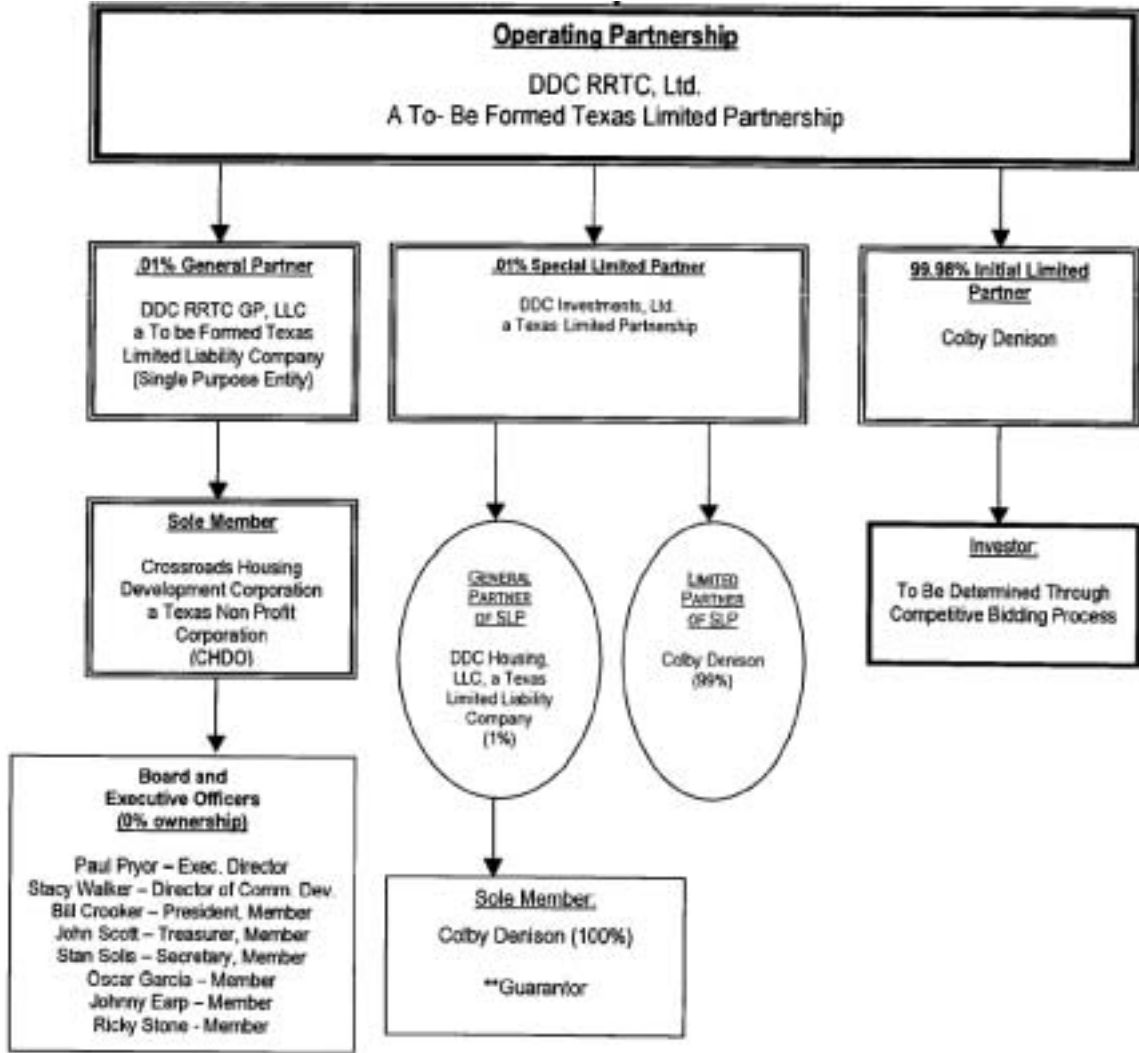 Operating Partnership
DDC RRTC, Ltd.
A To- Be Formed Texas Limited Partnership
.01% General Partner
DDC RRTC GP, LLC
a To be Formed Texas
Limited Liability Company
(Single Purpose Entity)
.01% Special Limited Partner
DDC Investments, Ltd.
a Texas Limited Partnership
99.98% Initial Limited
Partner
Colby Denison
Sole Member
Crossroads Housing
Development Corporation
a Texas Non Profit
Corporation
(CHDO)
GENERAL
PARTNER
OF SLP
DDC Housing,
LLC, a Texas
Limited Liability
Company
(1%)
LIMITED
PARTNER
OF SLP
Colby Denison
(99%)
Investor:
To Be Determined Through
Competitive Bidding Process
Board and
Executive Officers
(0% ownership)
Paul Pryor – Exec. Director
Stacy Walker – Director of Comm. Dev.
Bill Crooker – President, Member
John Scott – Treasurer, Member
Stan Solis – Secretary, Member
Oscar Garcia – Member
Johnny Earp – Member
Ricky Stone - Member
Sole Member:
Colby Denison (100%)
**Guarantor